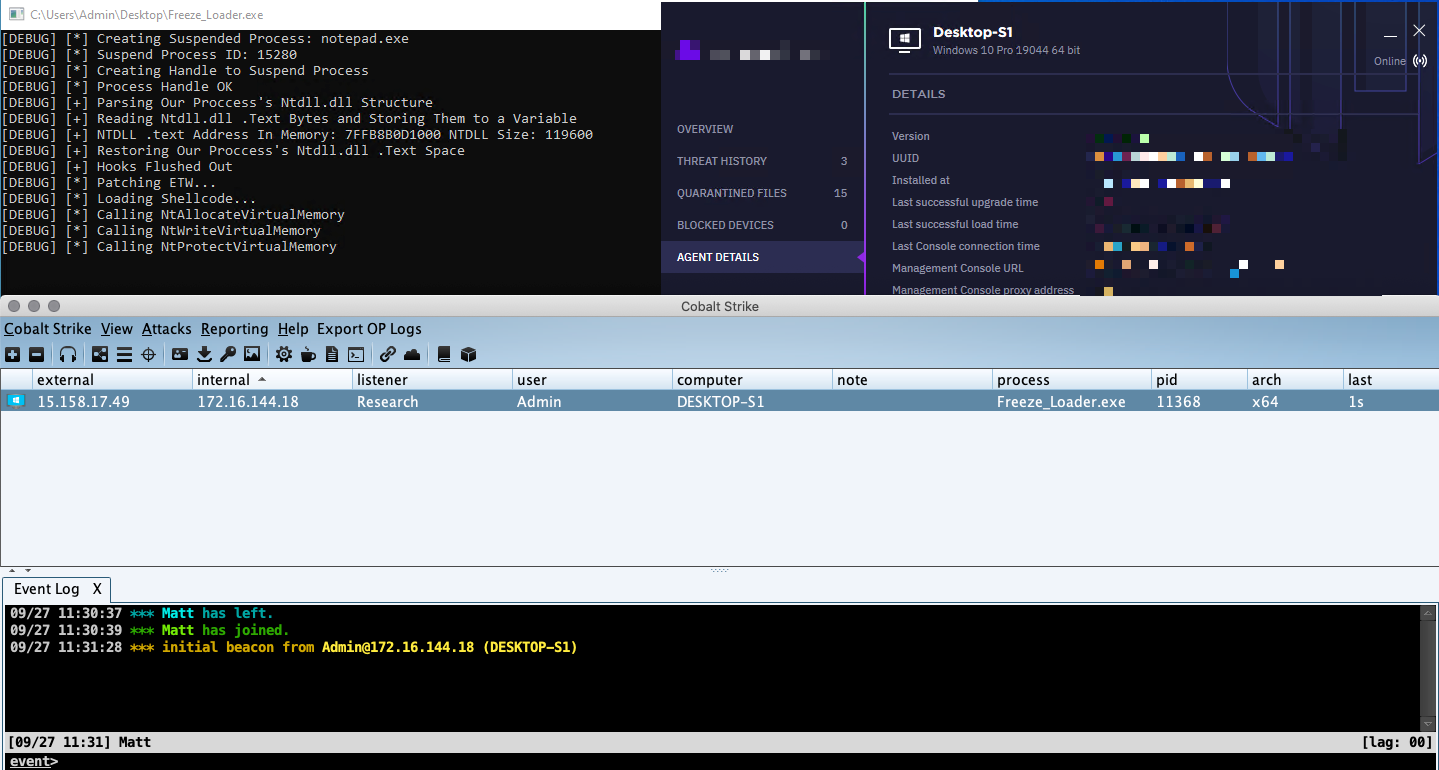 C:\Users\Admin\Desktop\Freeze_Loader.exe
[DEBUG] [*] Creating Suspended Process: notepad.exe
[DEBUG] [*] Suspend Process ID: 15280
[DEBUG] [*] Creating Handle to Suspend Process
[DEBUG] [*] Process Handle OK
[DEBUG] [+] Parsing Our Proccess's Ntdll.dll Structure
[DEBUG] [+] Reading Ntdll.dll .Text Bytes and Storing Them to a Variable
[DEBUG] [+] NTDLL .text Address In Memory: 7FFB8B0D1000 NTDLL Size: 119600
[DEBUG] [+] Restoring Our Proccess's Ntdll.dll .Text Space
[DEBUG] [+] Hooks Flushed Out
[DEBUG] [*] Patching ETW...
[DEBUG] [*] Loading Shellcode...
[DEBUG] [*] Calling NtAllocateVirtualMemory
[DEBUG] [*] Calling NtWriteVirtualMemory
[DEBUG] [*] Calling NtProtectVirtualMemory
OVERVIEW
THREAT HISTORY 3
QUARANTINED FILES 15
BLOCKED DEVICES 0
AGENT DETAILS
Desktop-S1
Windows 10 Pro 19044 64 bit
Online
DETAILS
Version
UUID
Installed at
Last successful upgrade time
Last successful load time
Last Console connection time
Management Console URL
Management Console proxy address
Cobalt Strike
Cobalt Strike View Attacks Reporting Help Export OP Logs
external internal listener user computer note process pid arch last
15.158.17.49 172.16.144.18 Research Admin DESKTOP-S1 Freeze_Loader.exe 11368 x64 1s
Event Log X
09/27 11:30:37 *** Matt has left.
09/27 11:30:39 *** Matt has joined.
09/27 11:31:28 *** initial beacon from Admin@172.16.144.18 (DESKTOP-S1)
[09/27 11:31] Matt [lag: 00]
event>